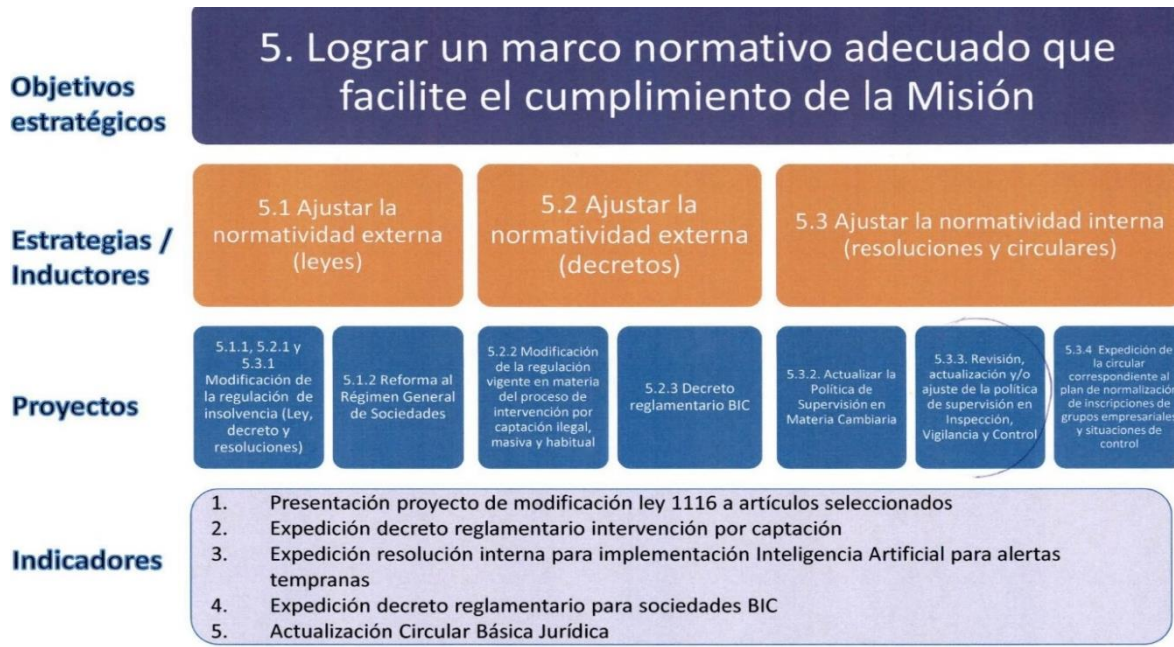 5. Lograr un marco normativo adecuado que
facilite el cumplimiento de la Misión
Objetivos
estratégicos
Estrategias /
Inductores
5.1 Ajustar la
normatividad externa
(leyes)
5.2 Ajustar la
normatividad externa
(decretos)
5.3 Ajustar la normatividad interna
(resoluciones y circulares)
Proyectos
5.1.1, 5.2.1 y
5.3.1
Modificación de
la regulación de
insolvencia (Ley,
decreto y
resoluciones)
5.1.2 Reforma al
Régimen General
de Sociedades
5.2.2 Modificación
de la regulación
vigente en materia
del proceso de
intervención por
captación ilegal,
masiva y habitual
5.2.3 Decreto
reglamentario BIC
5.3.2. Actualizar la
Política de
Supervisión en
Materia Cambiaria
5.3.3. Revisión,
actualización y/o
ajuste de la política
de supervisión en
Inspección,
Vigilancia y Control
5.3.4 Expedición de
la circular
correspondiente al
plan de normalización
de inscripciones de
grupos empresariales
y situaciones de
control
Indicadores
1. Presentación proyecto de modificación ley 1116 a artículos seleccionados
2. Expedición decreto reglamentario intervención por captación
3. Expedición resolución interna para implementación Inteligencia Artificial para alertas
tempranas
4. Expedición decreto reglamentario para sociedades BIC
5. Actualización Circular Básica Jurídica